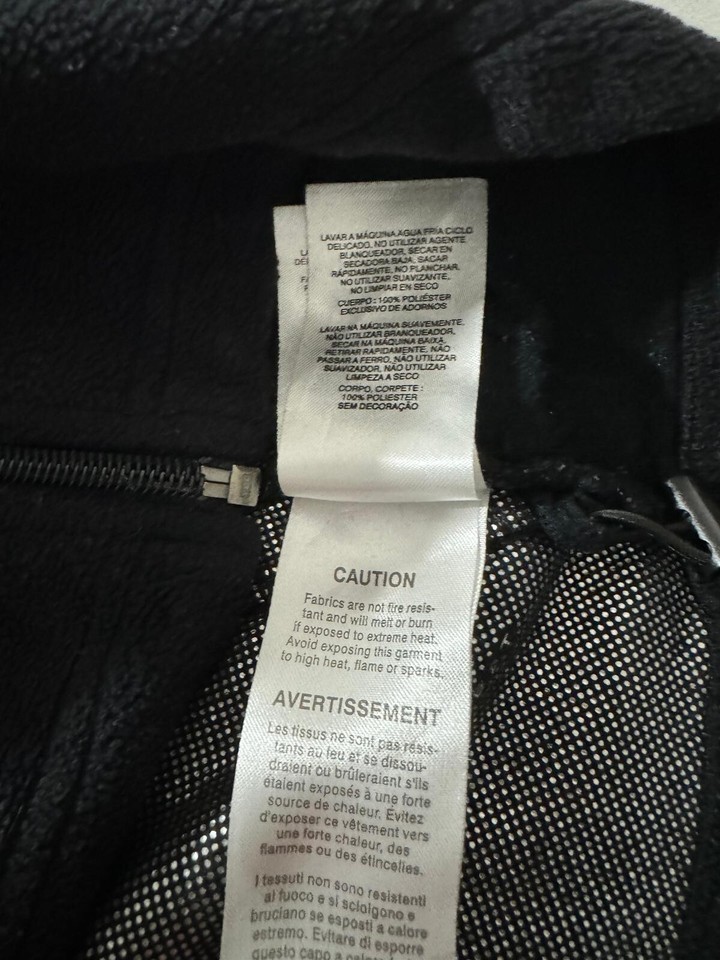 LAVAR A MÁQUINA AGUA FRIA CICLO
DELICADO, NO UTILIZAR AGENTE
BLANQUEADOR, SECAR EN
SECADORA BAJA, SACAR
RÁPIDAMENTE, NO PLANCHAR,
NO UTILIZAR SUAVIZANTE,
NO LIMPIAR EN SECO
CUERPO : 100% POLIÉSTER
EXCLUSIVO DE ADORNOS
LAVAR NA MÁQUINA SUAVEMENTE,
NÃO UTILIZAR BRANQUEADOR,
SECAR NA MÁQUINA BAIXA,
RETIRAR RAPIDAMENTE, NÃO
PASSAR A FERRO, NÃO UTILIZAR
SUAVIZADOR, NÃO UTILIZAR
LIMPEZA A SECO
CORPO, CORPETE :
100% POLIESTER
SEM DECORAÇÃO
CAUTION
Fabrics are not fire resis-
tant and will melt or burn
if exposed to extreme heat.
Avoid exposing this garment
to high heat, flame or sparks.
AVERTISSEMENT
Les tissus ne sont pas résis-
tants au feu et se dissou-
draient ou brûleraient s'ils
étaient exposés à une forte
source de chaleur. Évitez
d'exposer ce vêtement vers
une forte chaleur, des
flammes ou des étincelles.
I tessuti non sono resistenti
al fuoco e si sciolgono e
bruciano se esposti a calore
estremo. Evitare di esporre
questo capo a